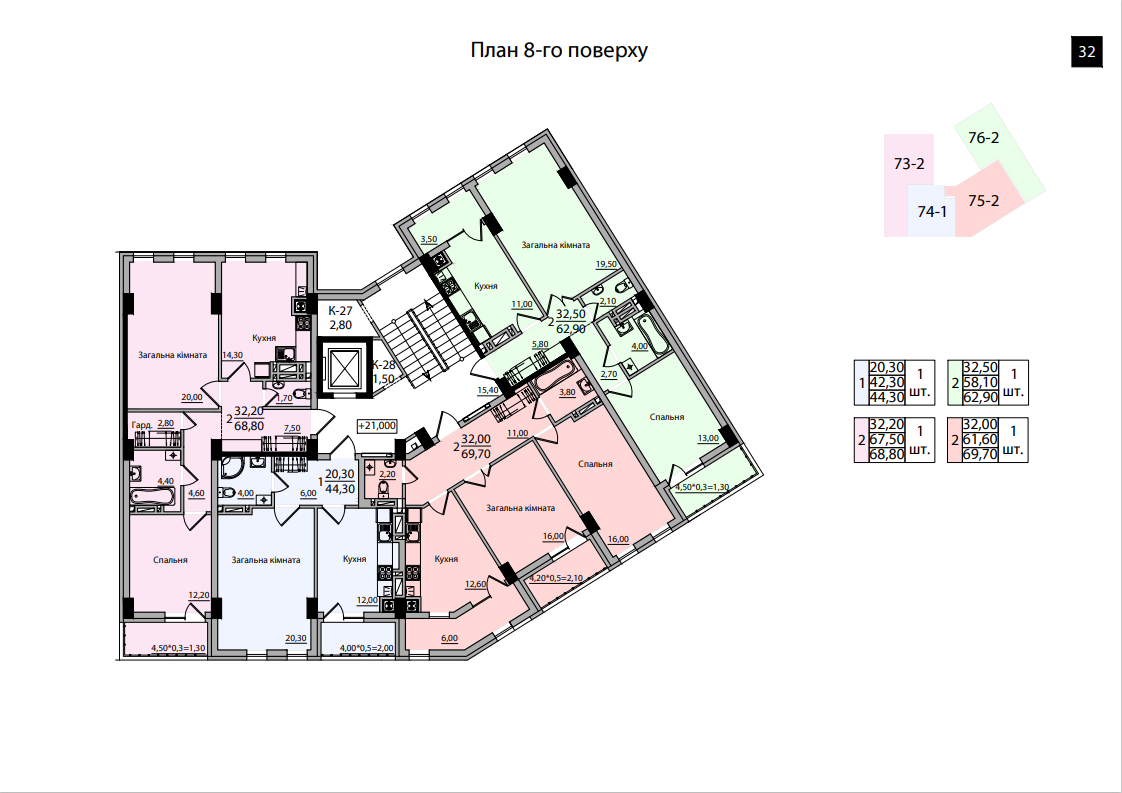 План 8-го поверху
32
76-2
73-2
75-2
74-1
3,50
Загальна кімната
19,50
Кухня
11,00
2,10
2 32,50
62,90
5,80
4,00
2,70
К-27
2,80
К-28
1,50
15,40
Кухня
14,30
Загальна кімната
20,00
1,70
2 32,20
68,80
Гард. 2,80
7,50
+21,000
3,80
11,00
2 32,00
69,70
Спальня
13,00
4,50*0,3=1,30
Спальня
16,00
4,40
4,60
4,00
6,00
1 20,30
44,30
2,20
Загальна кімната
16,00
4,20*0,5=2,10
Спальня
12,20
Загальна кімната
20,30
Кухня
12,00
Кухня
12,60
6,00
4,50*0,3=1,30
4,00*0,5=2,00
1 20,30 1
42,30 шт.
44,30
2 32,50 1
58,10 шт.
62,90
2 32,20 1
67,50 шт.
68,80
2 32,00 1
61,60 шт.
69,70